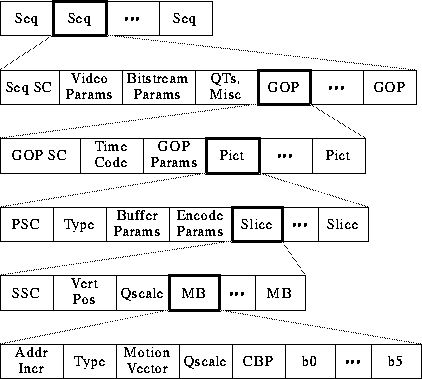 Seq Seq ... Seq
Seq SC Video Params Bitstream Params QTs, Misc GOP ... GOP
GOP SC Time Code GOP Params Pict ... Pict
PSC Type Buffer Params Encode Params Slice ... Slice
SSC Vert Pos Qscale MB ... MB
Addr Incr Type Motion Vector Qscale CBP b0 ... b5